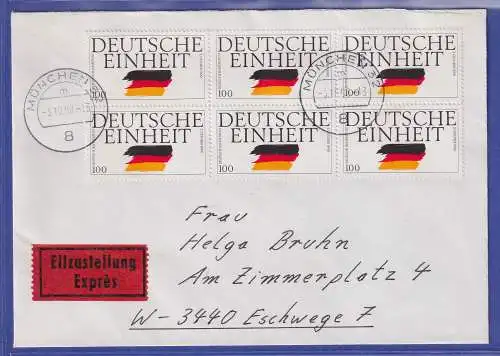 DEUTSCHE EINHEIT
100
DEUTSCHE EINHEIT
DEUTSCHE EINHEIT
100
DEUTSCHE EINHEIT
100
DEUTSCHE EINHEIT
100
DEUTSCHE EINHEIT
100
MÜNCHEN 32
m
8
MÜNCHEN 32
m
8
Eilzustellung
Exprès
Frau
Helga Bruhn
Am Zimmerplatz 4
W-3440 Eschwege 7